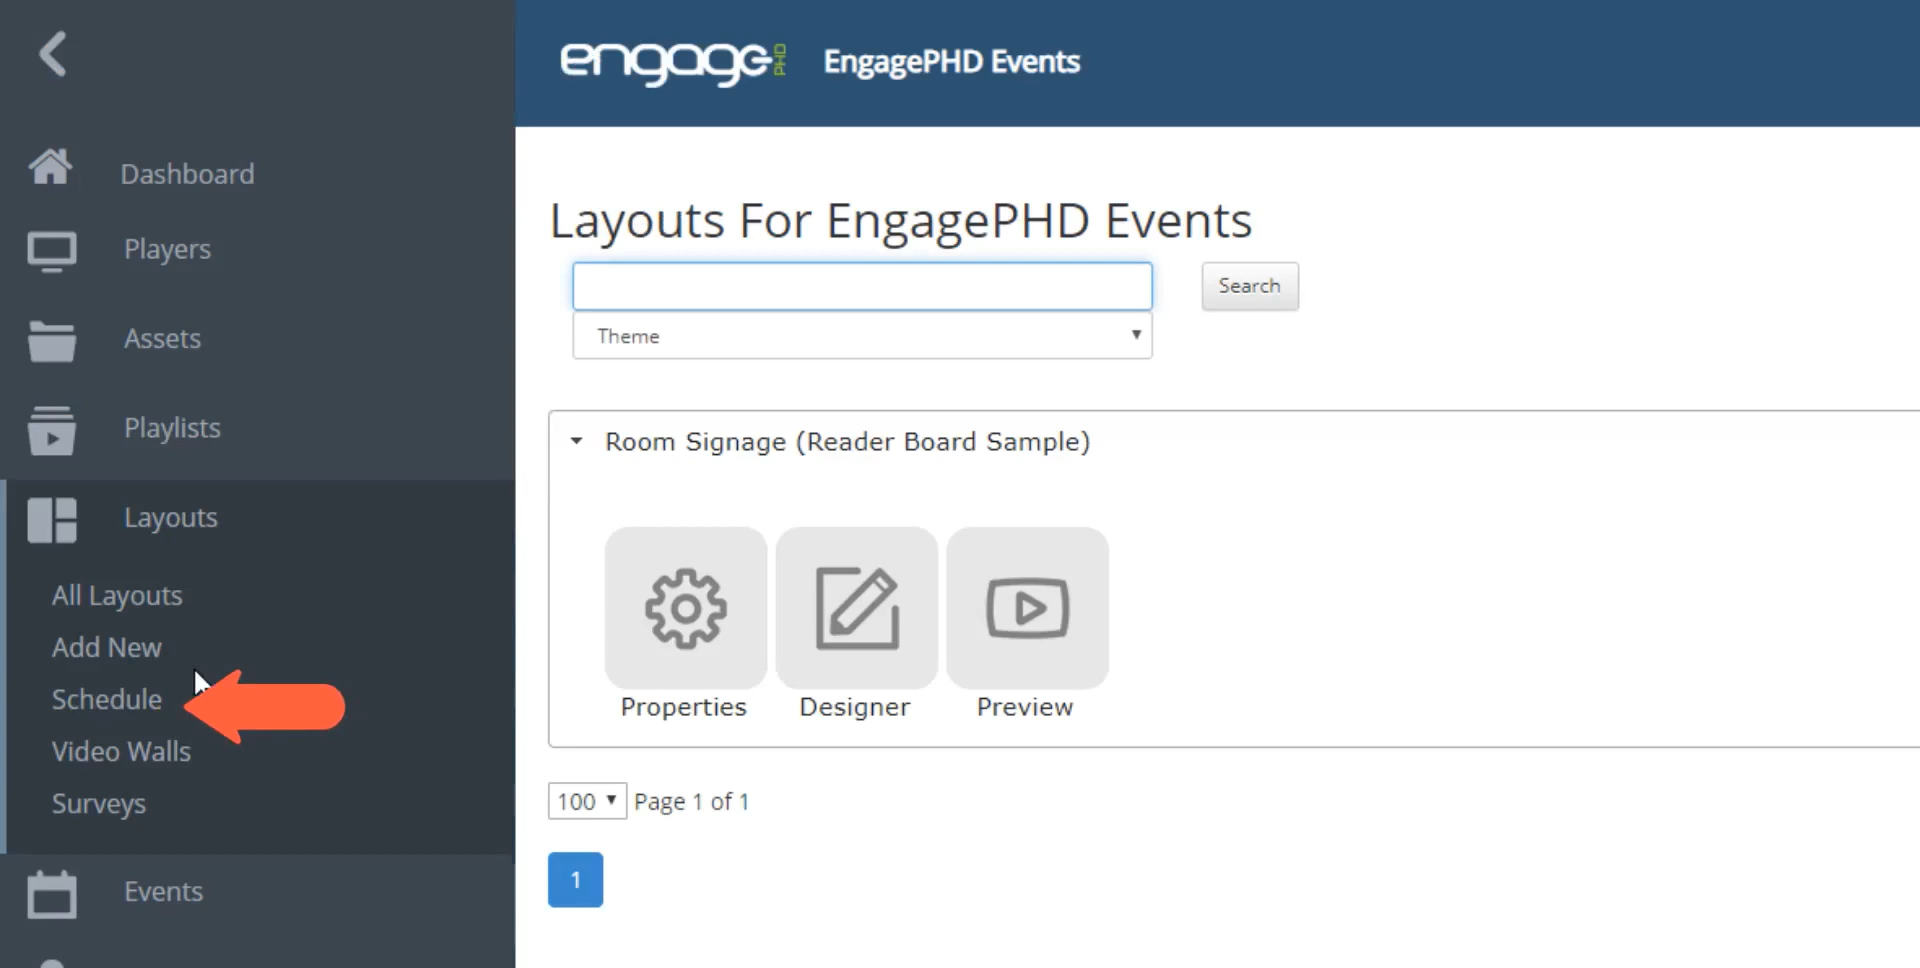 engage PHD
EngagePHD Events
Dashboard
Players
Assets
Playlists
Layouts
All Layouts
Add New
Schedule
Video Walls
Surveys
Events
Layouts For EngagePHD Events
Search
Theme
Room Signage (Reader Board Sample)
Properties
Designer
Preview
100
Page 1 of 1
1